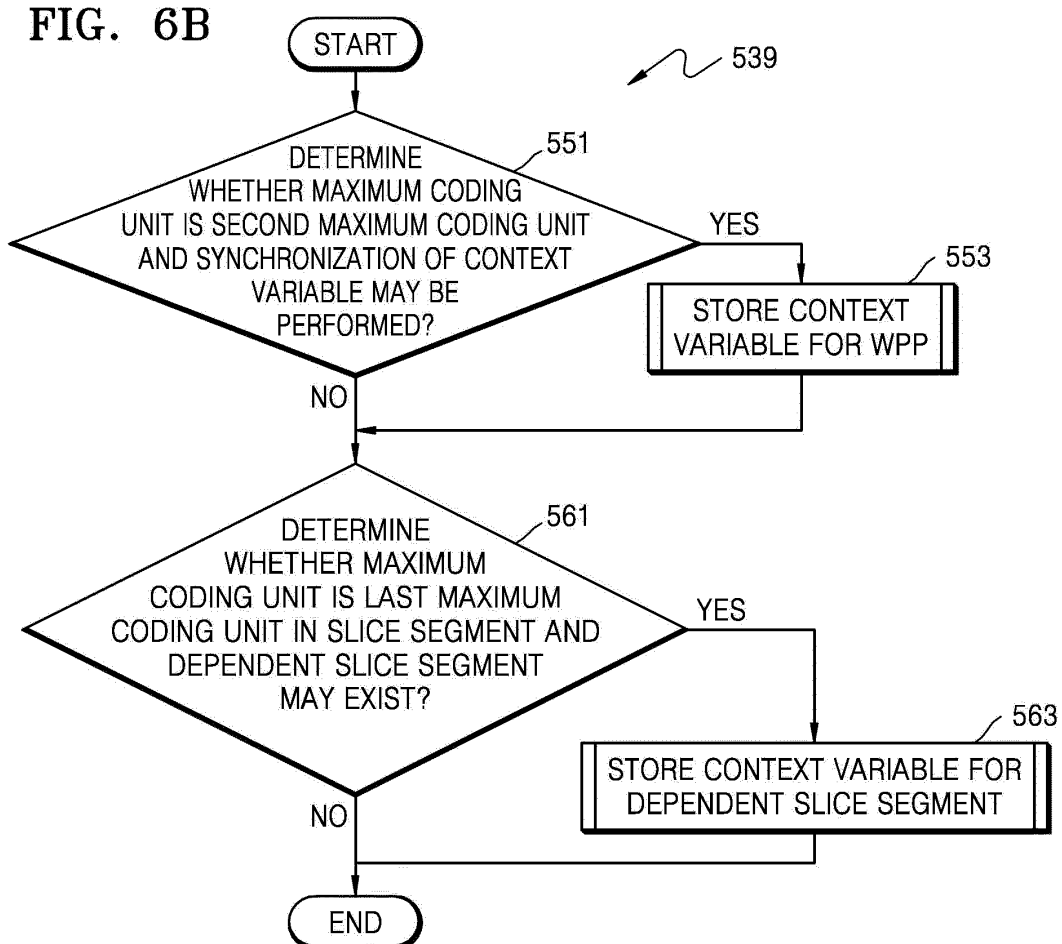 FIG. 6B
START
539
551
DETERMINE
WHETHER MAXIMUM CODING
UNIT IS SECOND MAXIMUM CODING UNIT
AND SYNCHRONIZATION OF CONTEXT
VARIABLE MAY BE
PERFORMED?
YES
553
STORE CONTEXT
VARIABLE FOR WPP
NO
561
DETERMINE
WHETHER MAXIMUM
CODING UNIT IS LAST MAXIMUM
CODING UNIT IN SLICE SEGMENT AND
DEPENDENT SLICE SEGMENT
MAY EXIST?
YES
563
STORE CONTEXT VARIABLE FOR
DEPENDENT SLICE SEGMENT
NO
END